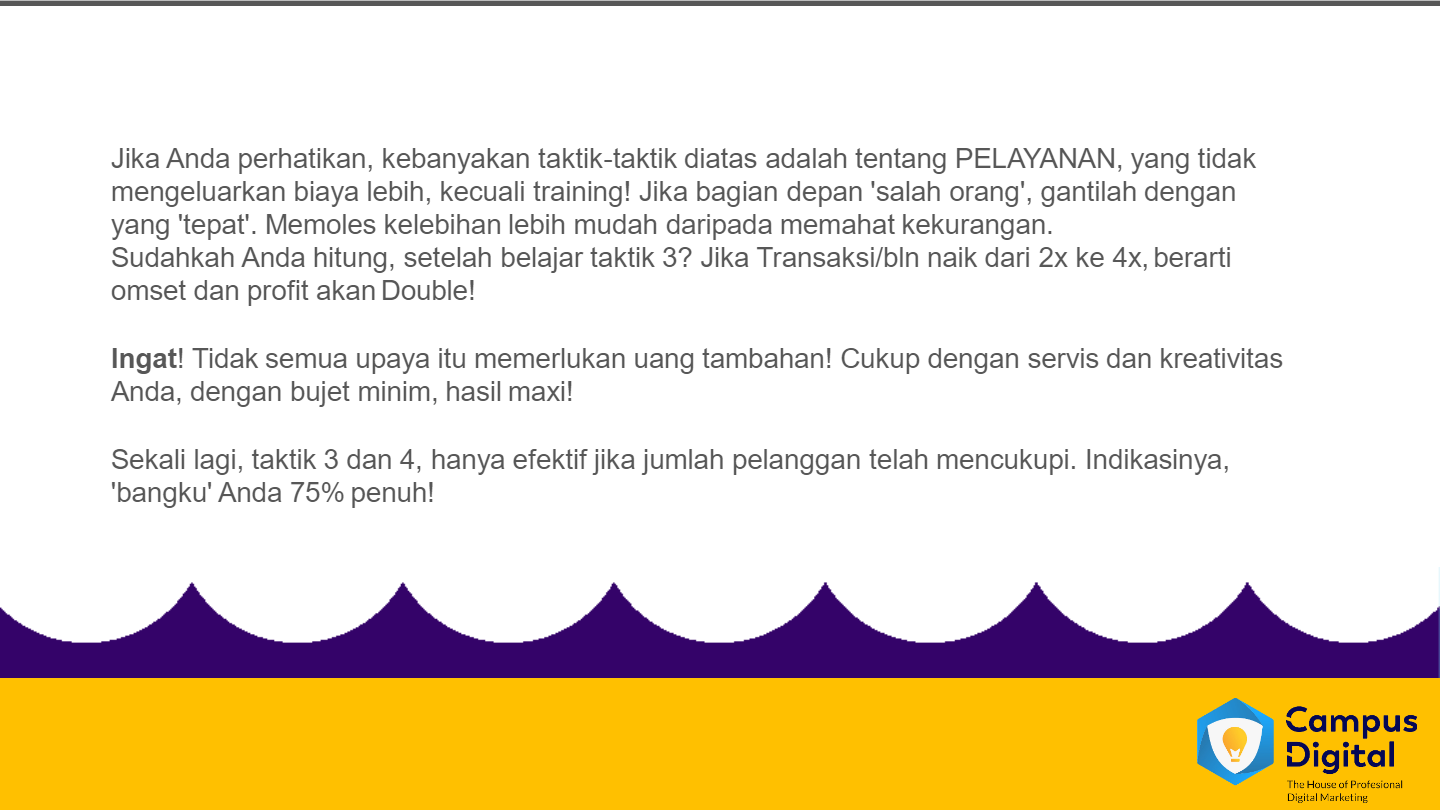 Jika Anda perhatikan, kebanyakan taktik-taktik diatas adalah tentang PELAYANAN, yang tidak
mengeluarkan biaya lebih, kecuali training! Jika bagian depan 'salah orang', gantilah dengan
yang 'tepat'. Memoles kelebihan lebih mudah daripada memahat kekurangan.
Sudahkah Anda hitung, setelah belajar taktik 3? Jika Transaksi/bln naik dari 2x ke 4x, berarti
omset dan profit akan Double!
Ingat! Tidak semua upaya itu memerlukan uang tambahan! Cukup dengan servis dan kreativitas
Anda, dengan bujet minim, hasil maxi!
Sekali lagi, taktik 3 dan 4, hanya efektif jika jumlah pelanggan telah mencukupi. Indikasinya,
'bangku' Anda 75% penuh!
Campus
Digital
The House of Profesional
Digital Marketing